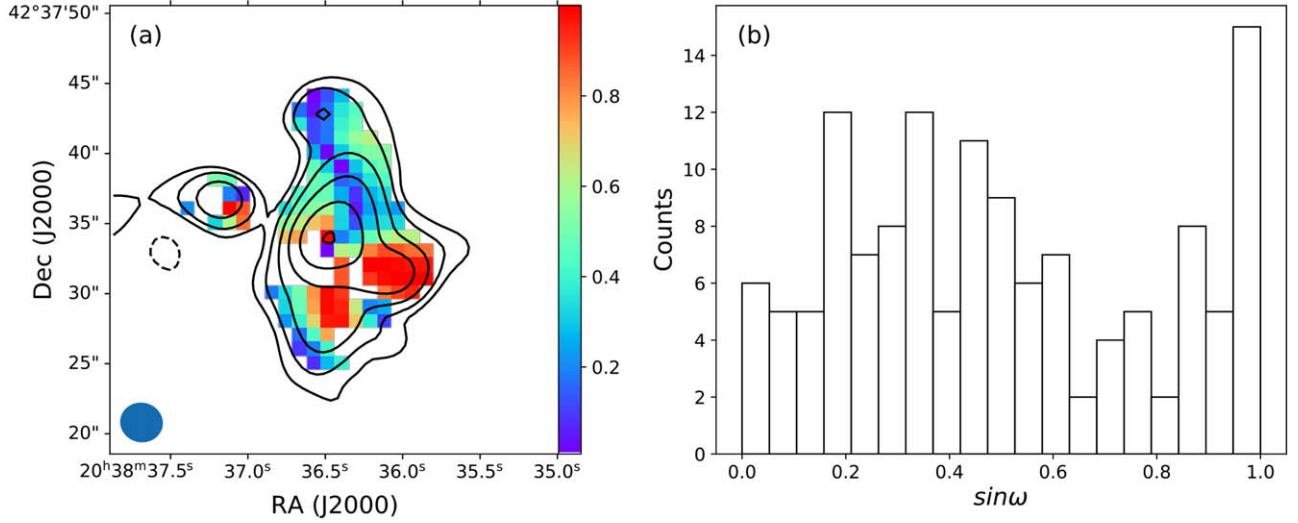 (a)
42°37'50"
45"
40"
35"
30"
25"
20"
Dec (J2000)
20ʰ38ᵐ37.5ˢ
37.0ˢ
36.5ˢ
36.0ˢ
35.5ˢ
35.0ˢ
RA (J2000)
0.8
0.6
0.4
0.2
(b)
14
12
10
8
6
4
2
0
Counts
0.0
0.2
0.4
0.6
0.8
1.0
sinω